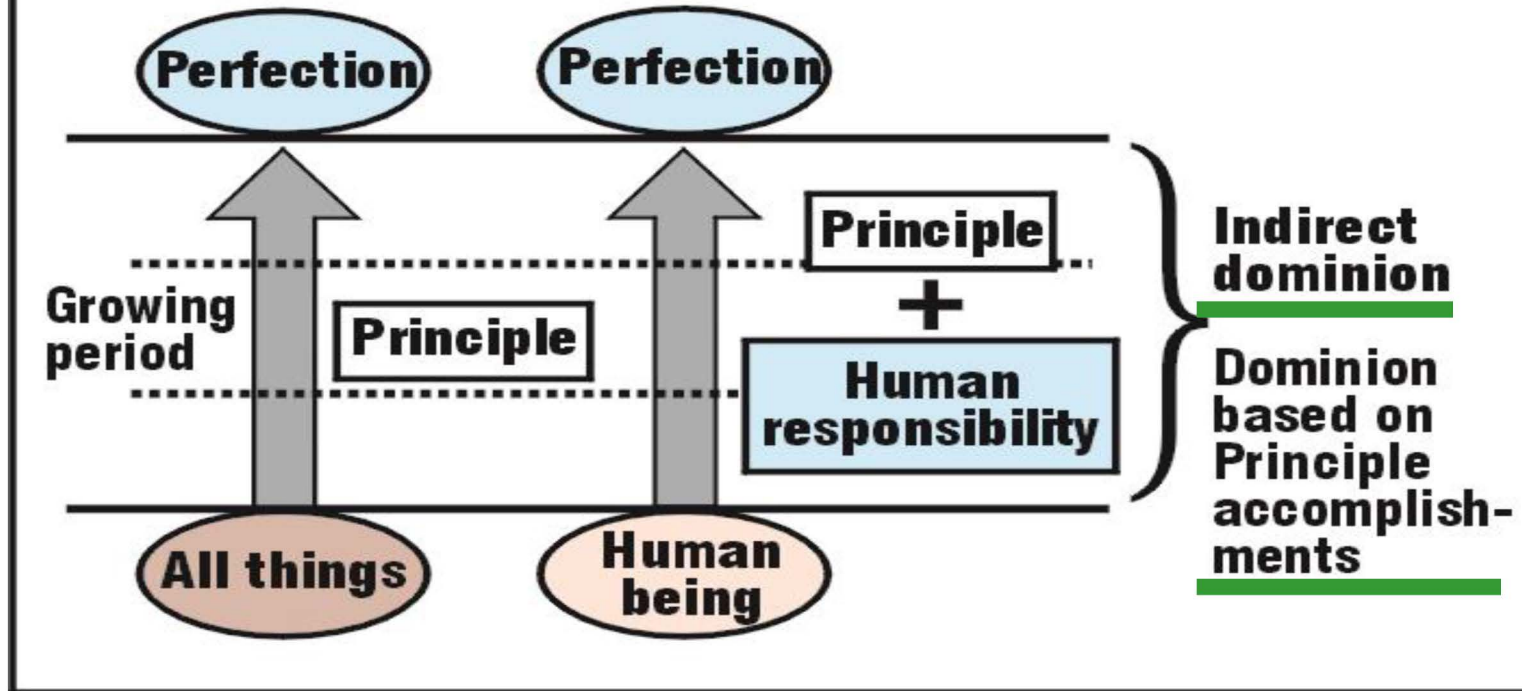 Perfection
Perfection
Principle
+
Human
responsibility
Growing
period
Principle
Indirect
dominion
Dominion
based on
Principle
accomplish-
ments
All things
Human
being